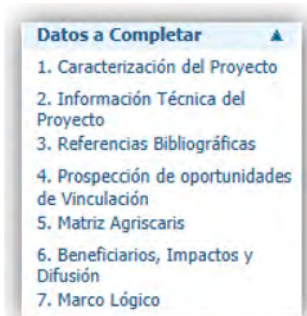 Datos a Completar
1. Caracterización del Proyecto
2. Información Técnica del
Proyecto
3. Referencias Bibliográficas
4. Prospección de oportunidades
de Vinculación
5. Matriz Agriscaris
6. Beneficiarios, Impactos y
Difusión
7. Marco Lógico